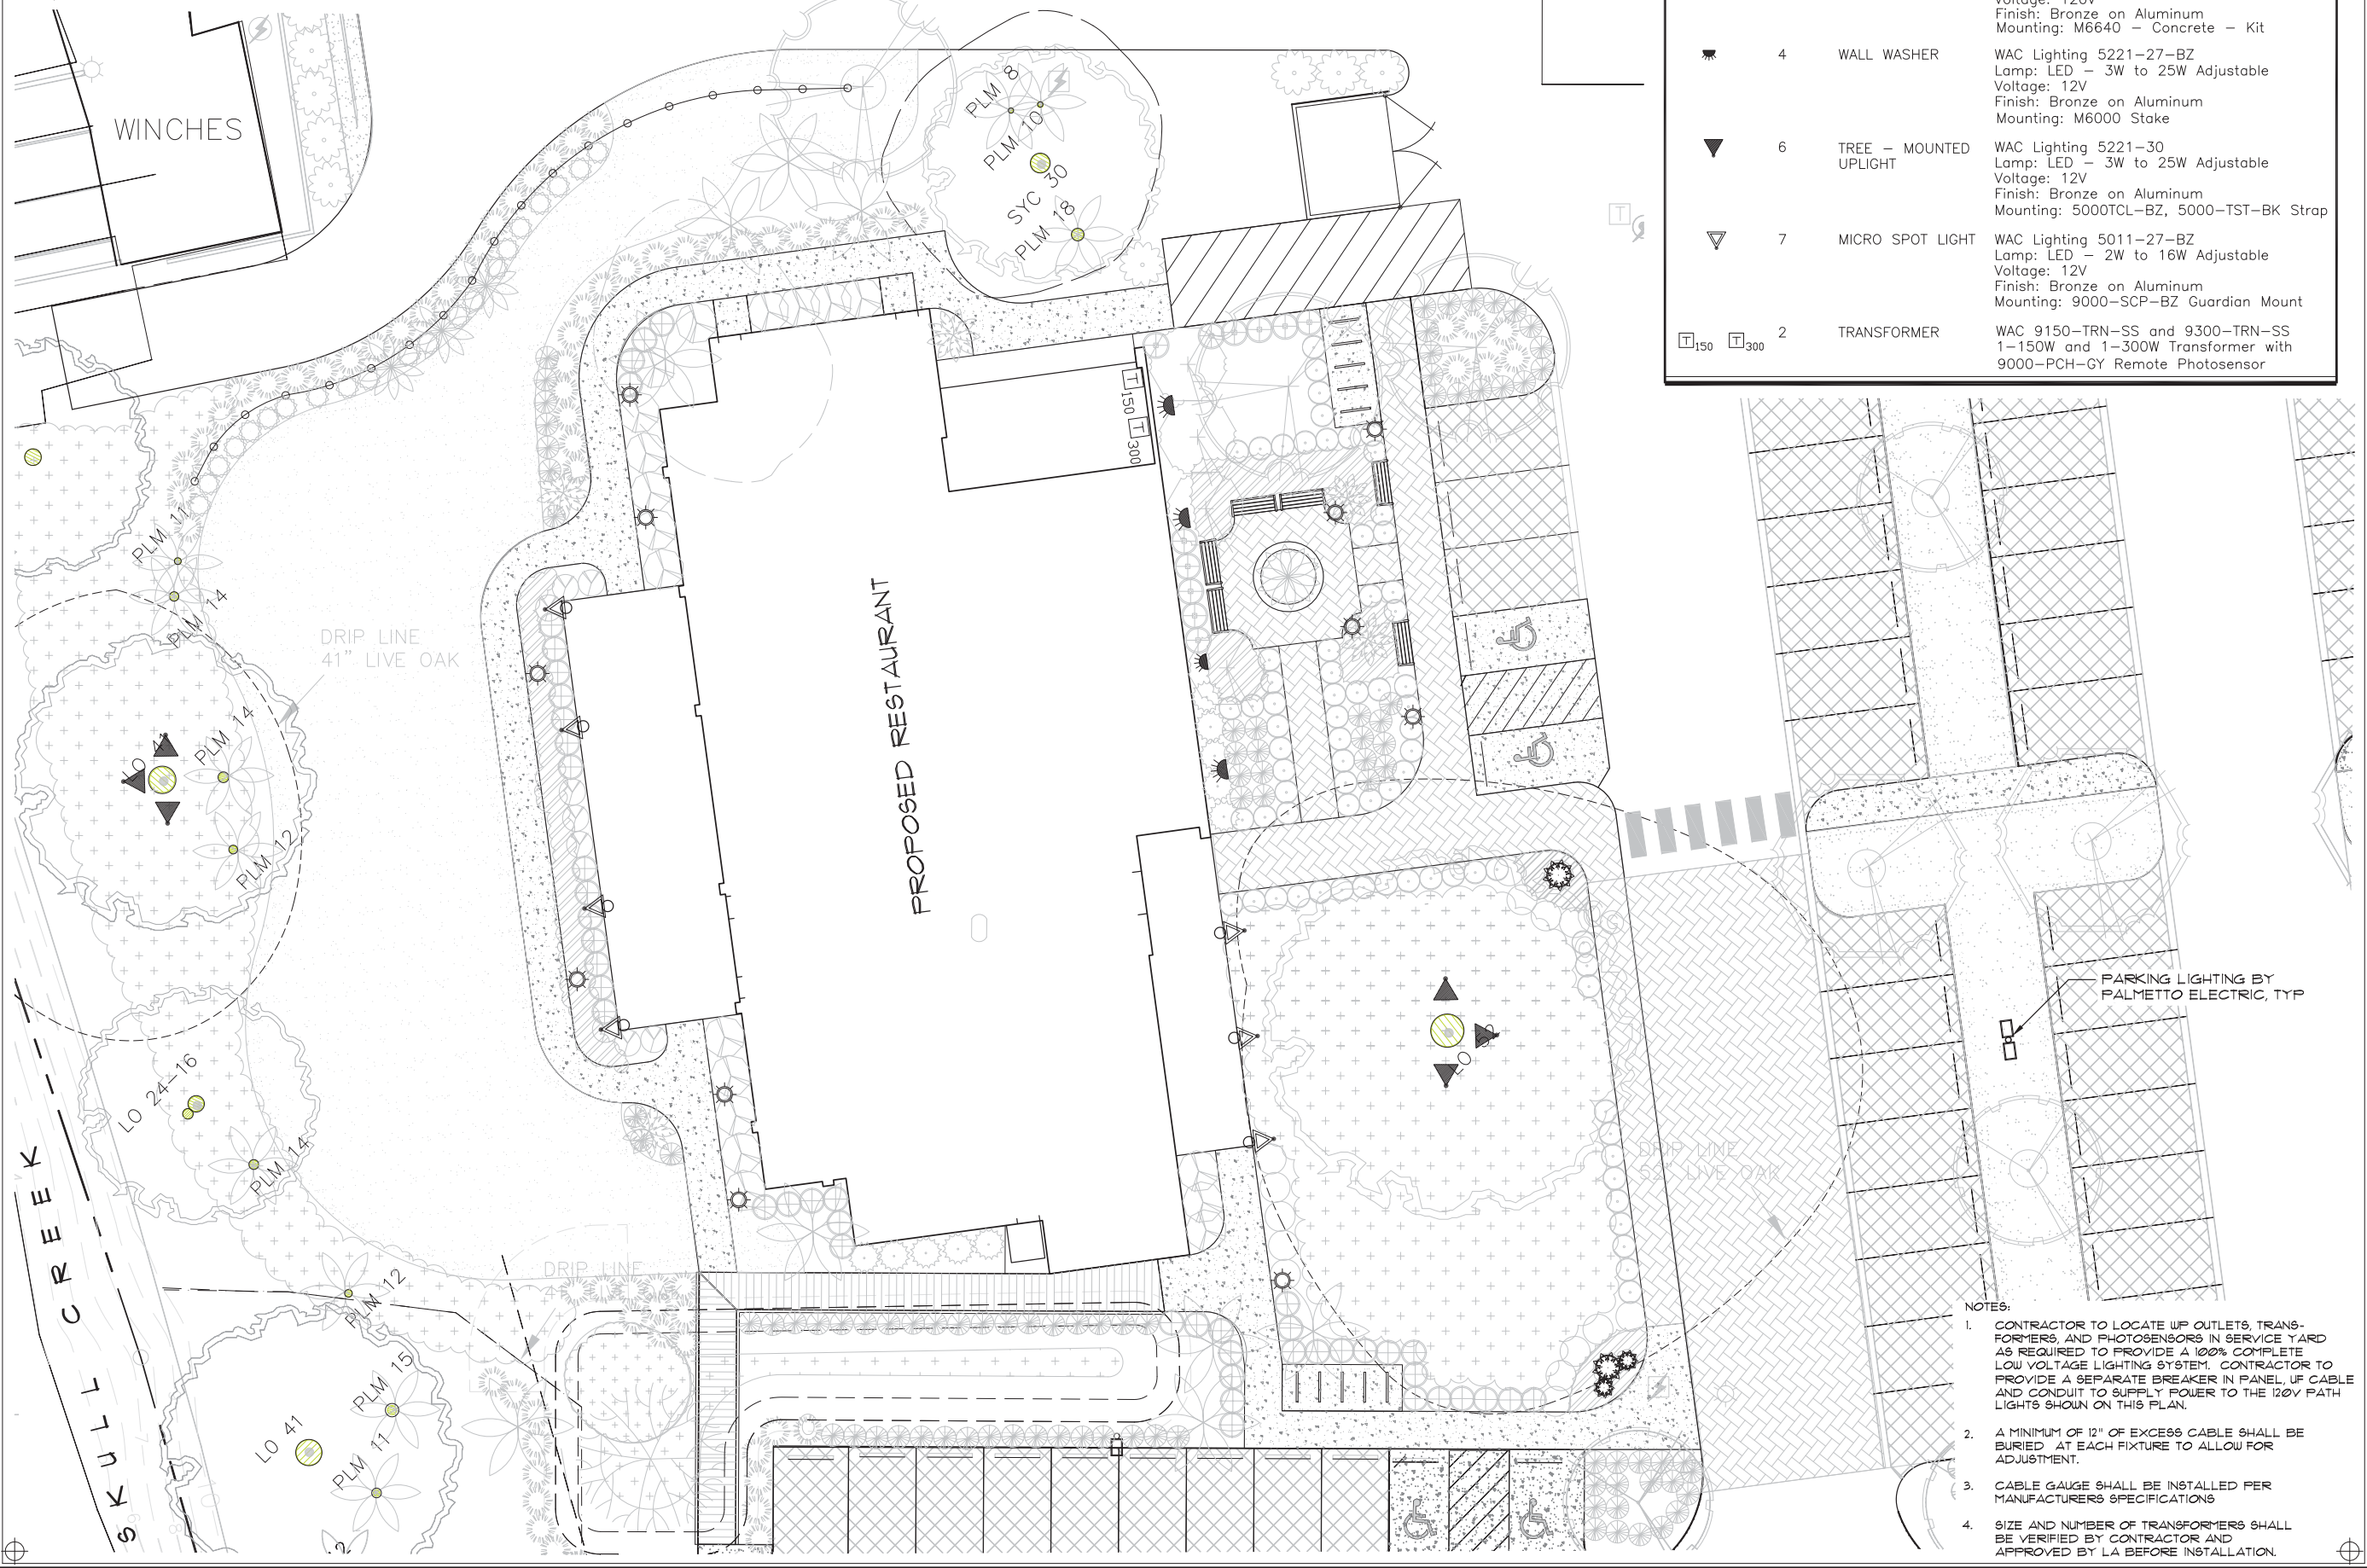 Voltage: 120V
Finish: Bronze on Aluminum
Mounting: M6640 – Concrete – Kit
4 WALL WASHER WAC Lighting 5221–27–BZ
Lamp: LED – 3W to 25W Adjustable
Voltage: 12V
Finish: Bronze on Aluminum
Mounting: M6000 Stake
6 TREE – MOUNTED WAC Lighting 5221–30
UPLIGHT Lamp: LED – 3W to 25W Adjustable
Voltage: 12V
Finish: Bronze on Aluminum
Mounting: 5000TCL–BZ, 5000–TST–BK Strap
7 MICRO SPOT LIGHT WAC Lighting 5011–27–BZ
Lamp: LED – 2W to 16W Adjustable
Voltage: 12V
Finish: Bronze on Aluminum
Mounting: 9000–SCP–BZ Guardian Mount
T 150 T 300 2 TRANSFORMER WAC 9150–TRN–SS and 9300–TRN–SS
1–150W and 1–300W Transformer with
9000–PCH–GY Remote Photosensor
WINCHES
PLM 8
PLM 10
SYC 30
PLM 18
T
T 150
T 300
PLM 11
PLM 14
DRIP LINE
41" LIVE OAK
PROPOSED RESTAURANT
PLM 14
LO 41
PLM 12
PARKING LIGHTING BY
PALMETTO ELECTRIC, TYP
LO
LO 24–16
PLM 14
DRIP LINE
LIVE OAK
DRIP LINE
SKULL CREEK
PLM 12
PLM 15
LO 41
PLM 11
NOTES:
1. CONTRACTOR TO LOCATE WP OUTLETS, TRANS-
FORMERS, AND PHOTOSENSORS IN SERVICE YARD
AS REQUIRED TO PROVIDE A 100% COMPLETE
LOW VOLTAGE LIGHTING SYSTEM. CONTRACTOR TO
PROVIDE A SEPARATE BREAKER IN PANEL, UF CABLE
AND CONDUIT TO SUPPLY POWER TO THE 120V PATH
LIGHTS SHOWN ON THIS PLAN.
2. A MINIMUM OF 12" OF EXCESS CABLE SHALL BE
BURIED AT EACH FIXTURE TO ALLOW FOR
ADJUSTMENT.
3. CABLE GAUGE SHALL BE INSTALLED PER
MANUFACTURERS SPECIFICATIONS
4. SIZE AND NUMBER OF TRANSFORMERS SHALL
BE VERIFIED BY CONTRACTOR AND
APPROVED BY LA BEFORE INSTALLATION.